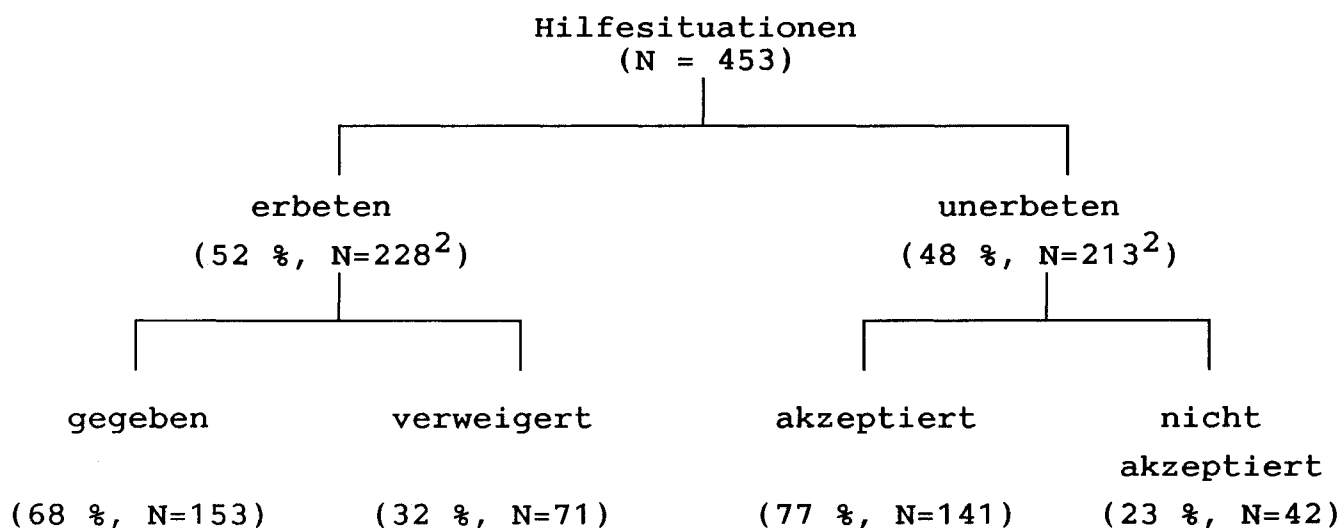 Hilfesituationen
(N = 453)
erbeten unerbeten
(52 %, N=228²) (48 %, N=213²)
gegeben verweigert akzeptiert nicht
akzeptiert
(68 %, N=153) (32 %, N=71) (77 %, N=141) (23 %, N=42)